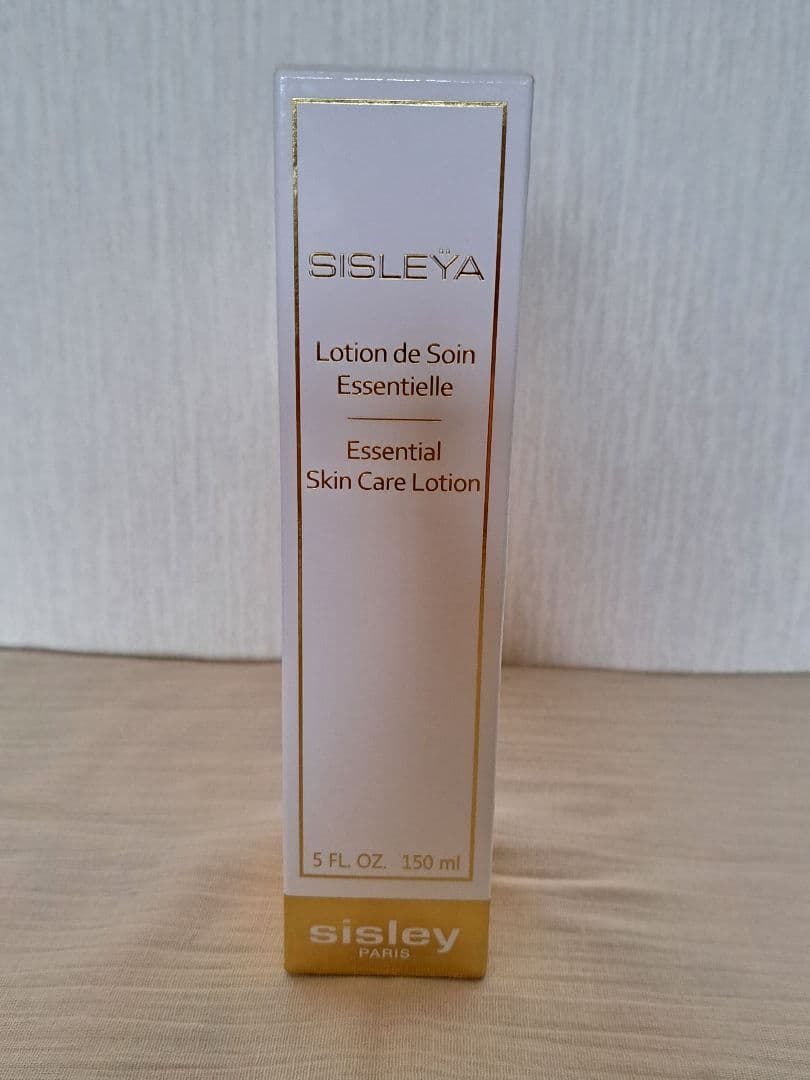 SISLEŸA
Lotion de Soin
Essentielle
Essential
Skin Care Lotion
5 FL. OZ. 150 ml
sisley
PARIS